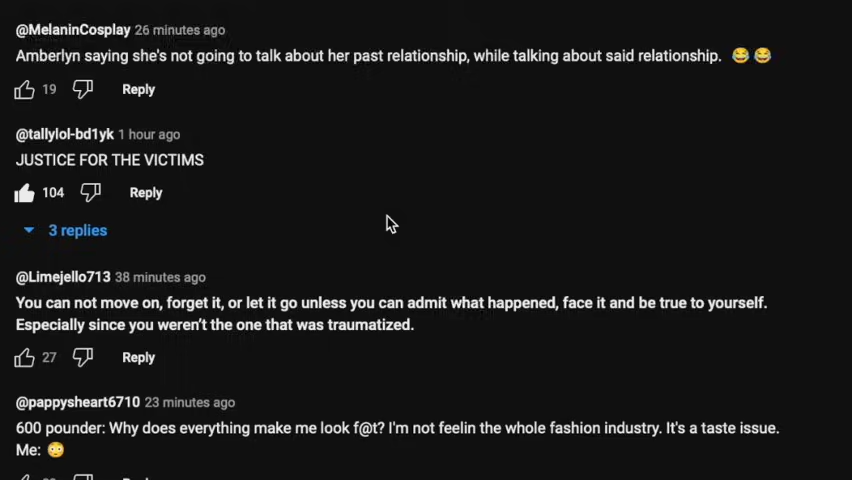 @MelaninCosplay 26 minutes ago
Amberlyn saying she's not going to talk about her past relationship, while talking about said relationship. 😂 😂
19 Reply
@tallylol-bd1yk 1 hour ago
JUSTICE FOR THE VICTIMS
104 Reply
3 replies
@Limejello713 38 minutes ago
You can not move on, forget it, or let it go unless you can admit what happened, face it and be true to yourself.
Especially since you weren't the one that was traumatized.
27 Reply
@pappysheart6710 23 minutes ago
600 pounder: Why does everything make me look f@t? I'm not feelin the whole fashion industry. It's a taste issue.
Me: 😳